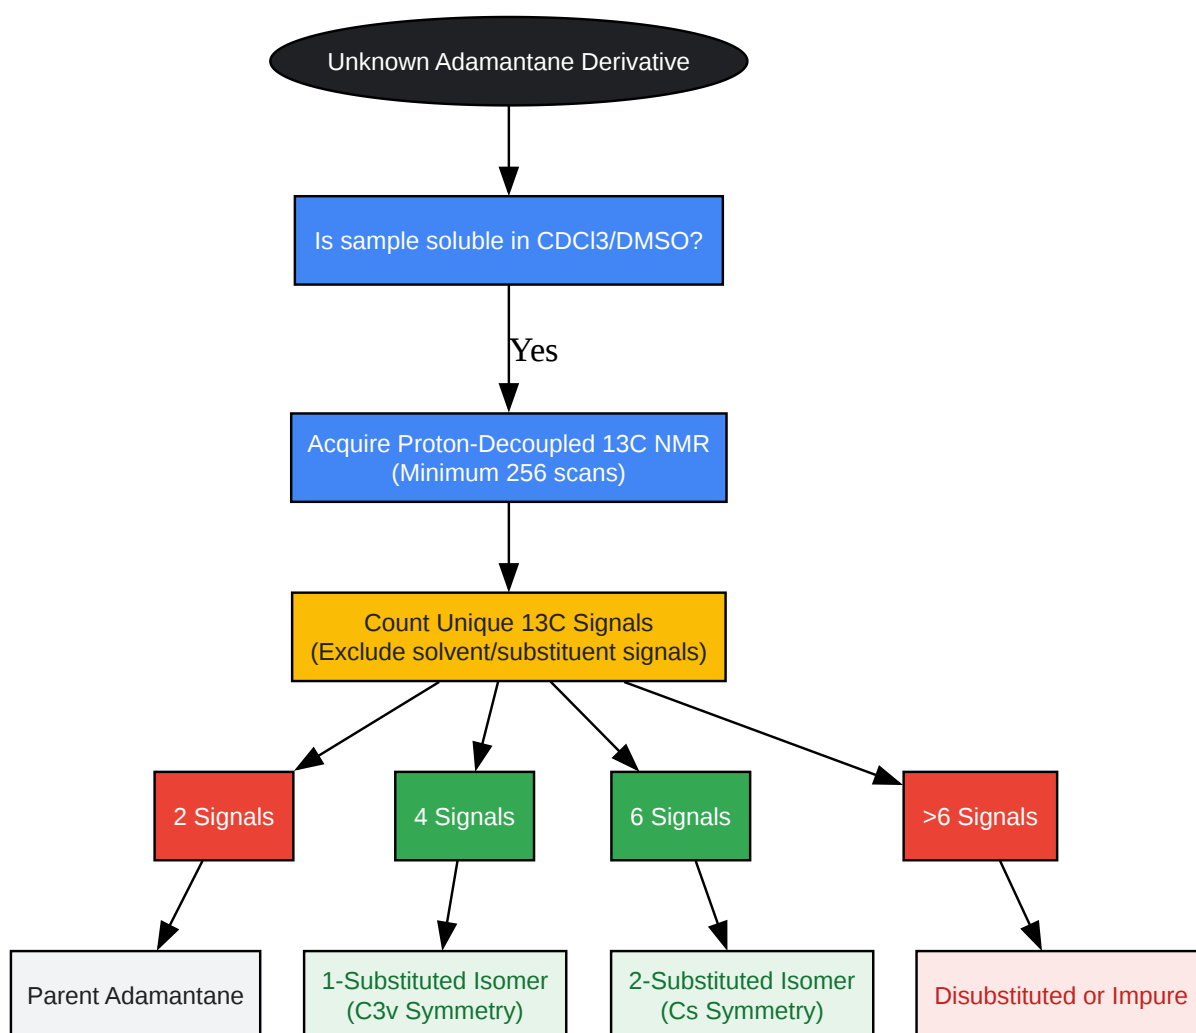 Unknown Adamantane Derivative
Is sample soluble in CDCl3/DMSO?
Yes
Acquire Proton-Decoupled 13C NMR
(Minimum 256 scans)
Count Unique 13C Signals
(Exclude solvent/substituent signals)
2 Signals
4 Signals
6 Signals
>6 Signals
Parent Adamantane
1-Substituted Isomer
(C3v Symmetry)
2-Substituted Isomer
(Cs Symmetry)
Disubstituted or Impure